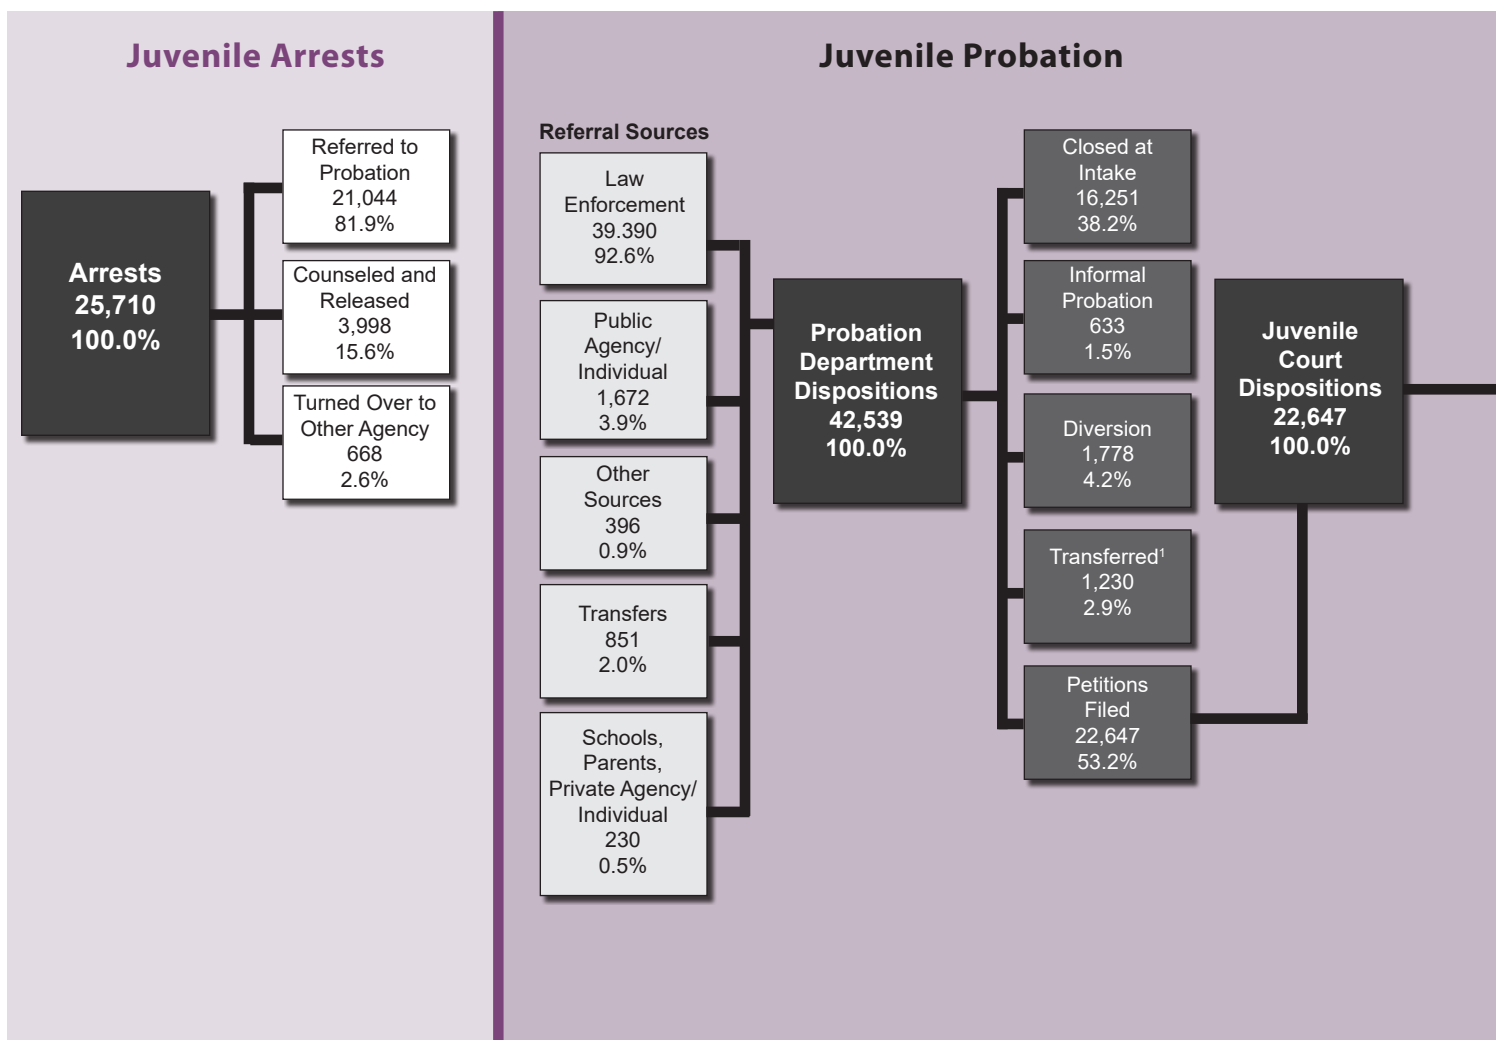 Juvenile Arrests
Arrests
25,710
100.0%
Referred to
Probation
21,044
81.9%
Counseled and
Released
3,998
15.6%
Turned Over to
Other Agency
668
2.6%
Juvenile Probation
Referral Sources
Law
Enforcement
39.390
92.6%
Public
Agency/
Individual
1,672
3.9%
Other
Sources
396
0.9%
Transfers
851
2.0%
Schools,
Parents,
Private Agency/
Individual
230
0.5%
Probation
Department
Dispositions
42,539
100.0%
Closed at
Intake
16,251
38.2%
Informal
Probation
633
1.5%
Diversion
1,778
4.2%
Transferred¹
1,230
2.9%
Petitions
Filed
22,647
53.2%
Juvenile
Court
Dispositions
22,647
100.0%